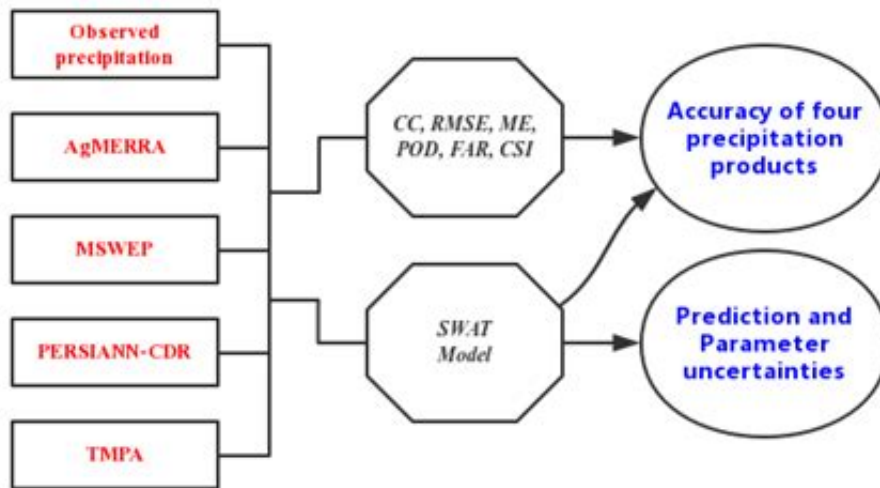 Observed
precipitation
AgMERRA
MSWEP
PERSIANN-CDR
TMPA
CC, RMSE, ME,
POD, FAR, CSI
SWAT
Model
Accuracy of four
precipitation
products
Prediction and
Parameter
uncertainties